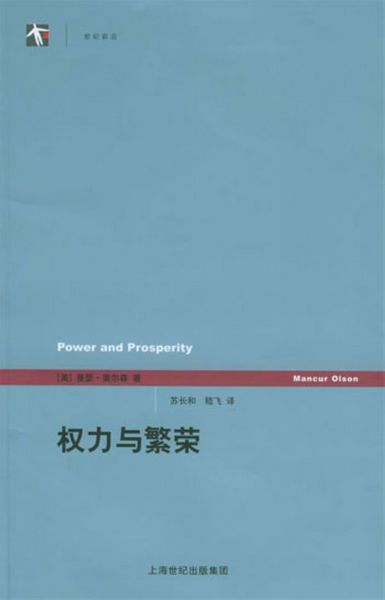 世纪前沿
Power and Prosperity
[美] 曼瑟·奥尔森 著
Mancur Olson
苏长和 嵇飞 译
权力与繁荣
上海世纪出版集团